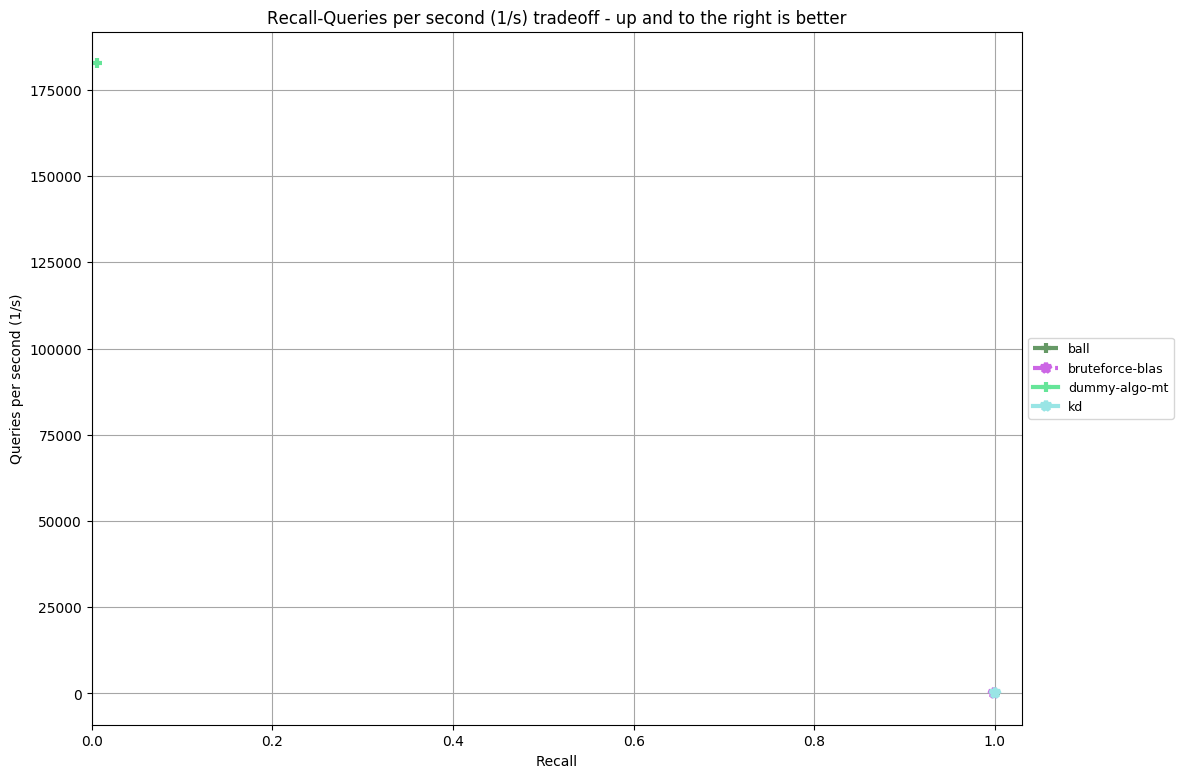 Recall-Queries per second (1/s) tradeoff - up and to the right is better
Queries per second (1/s)
175000
150000
125000
100000
75000
50000
25000
0
0.0 0.2 0.4 0.6 0.8 1.0
Recall
ball
bruteforce-blas
dummy-algo-mt
kd